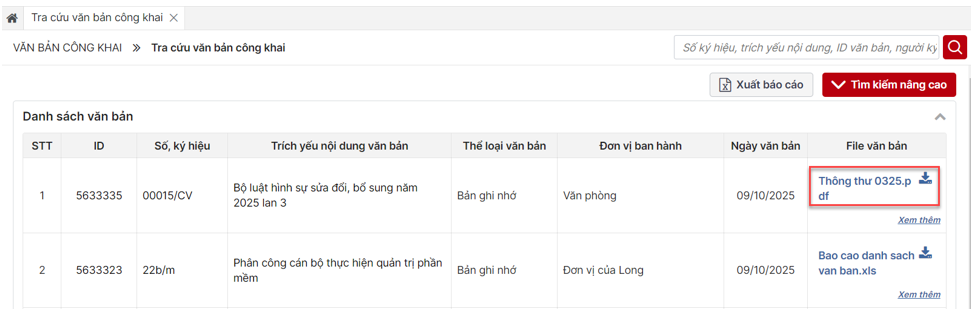 Tra cứu văn bản công khai
VĂN BẢN CÔNG KHAI » Tra cứu văn bản công khai
Số ký hiệu, trích yếu nội dung, ID văn bản, người ký
Xuất báo cáo
Tìm kiếm nâng cao
Danh sách văn bản
STT ID Số, ký hiệu Trích yếu nội dung văn bản Thể loại văn bản Đơn vị ban hành Ngày văn bản File văn bản
1 5633335 00015/CV Bộ luật hình sự sửa đổi, bổ sung năm
2025 lan 3
Bản ghi nhớ Văn phòng 09/10/2025 Thông thư 0325.p
df
Xem thêm
2 5633323 22b/m Phân công cán bộ thực hiện quản trị phần
mềm
Bản ghi nhớ Đơn vị của Long 09/10/2025 Bao cao danh sach
van ban.xls
Xem thêm